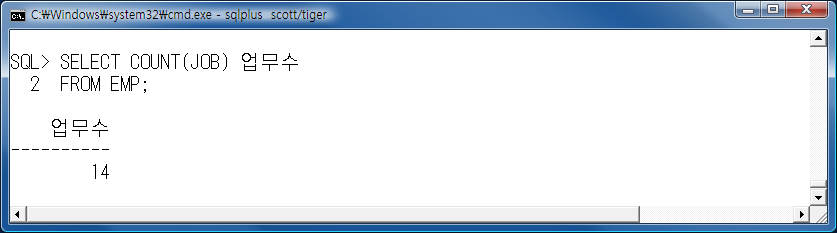 C:₩Windows₩system32₩cmd.exe - sqlplus  scott/tiger
SQL> SELECT COUNT(JOB) 업무수
  2  FROM EMP;
    업무수
----------
        14